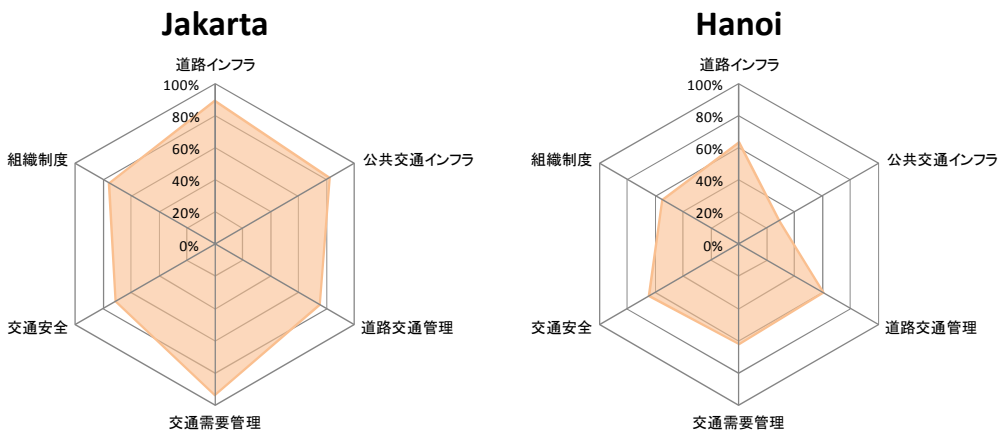 Jakarta
道路インフラ
100%
80%
60%
40%
20%
0%
公共交通インフラ
道路交通管理
交通需要管理
交通安全
組織制度
Hanoi
道路インフラ
100%
80%
60%
40%
20%
0%
公共交通インフラ
道路交通管理
交通需要管理
交通安全
組織制度